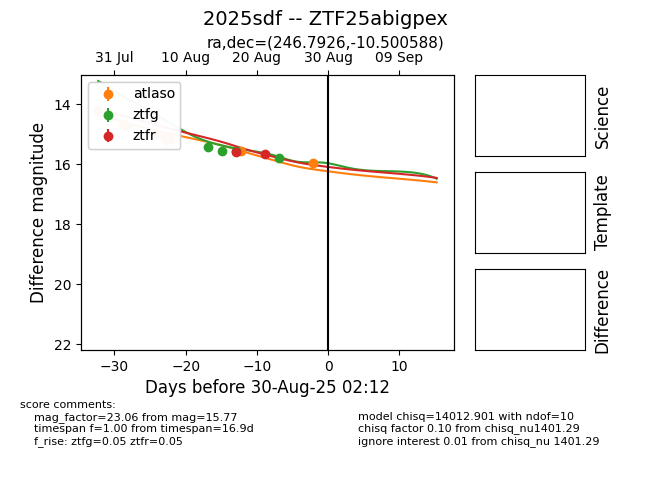 2025sdf -- ZTF25abigpex
ra,dec=(246.7926,-10.500588)
31 Jul 10 Aug 20 Aug 30 Aug 09 Sep
atlaso
ztfg
ztfr
14
16
18
20
22
Difference magnitude
−30 −20 −10 0 10
Days before 30-Aug-25 02:12
Science
Template
Difference
score comments:
mag_factor=23.06 from mag=15.77
timespan f=1.00 from timespan=16.9d
f_rise: ztfg=0.05 ztfr=0.05
model chisq=14012.901 with ndof=10
chisq factor 0.10 from chisq_nu1401.29
ignore interest 0.01 from chisq_nu 1401.29